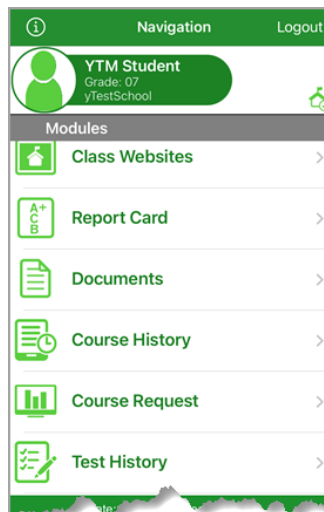 Navigation
Logout
YTM Student
Grade: 07
yTestSchool
Modules
Class Websites
A+
C
B
Report Card
Documents
Course History
Course Request
Test History